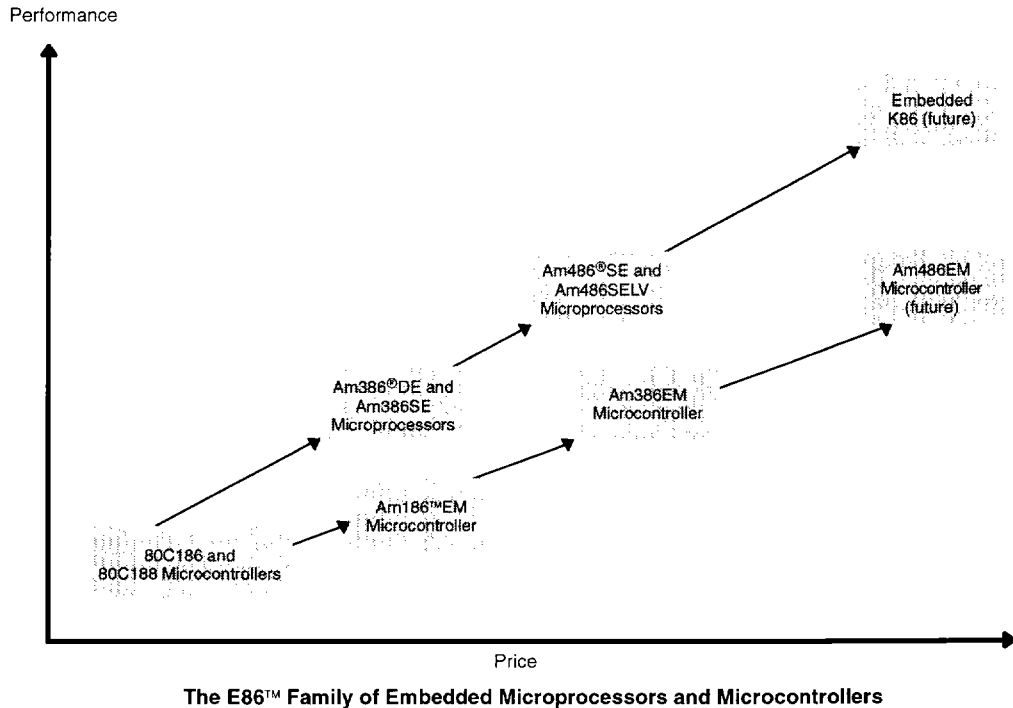 Performance
Embedded
K86 (future)
Am486®SE and
Am486SELV
Microprocessors
Am486EM
Microcontroller
(future)
Am386®DE and
Am386SE
Microprocessors
Am386EM
Microcontroller
Am186™EM
Microcontroller
80C186 and
80C188 Microcontrollers
Price
The E86™ Family of Embedded Microprocessors and Microcontrollers